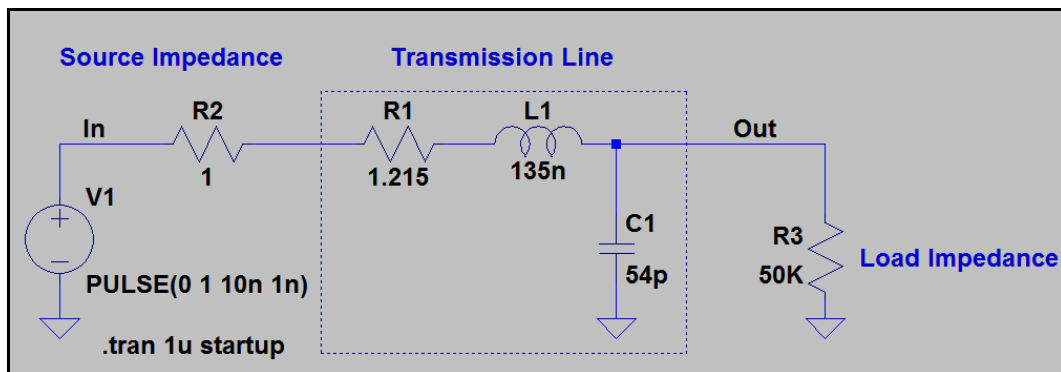 Source Impedance
Transmission Line
In
R2
1
R1
1.215
L1
135n
Out
V1
PULSE(0 1 10n 1n)
C1
54p
R3
50K
Load Impedance
.tran 1u startup